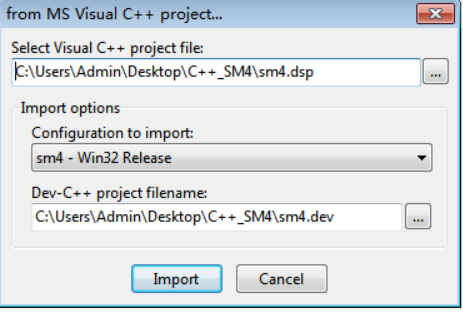 from MS Visual C++ project...
Select Visual C++ project file:
C:\Users\Admin\Desktop\C++_SM4\sm4.dsp
...
Import options
Configuration to import:
sm4 - Win32 Release
Dev-C++ project filename:
C:\Users\Admin\Desktop\C++_SM4\sm4.dev
...
Import
Cancel